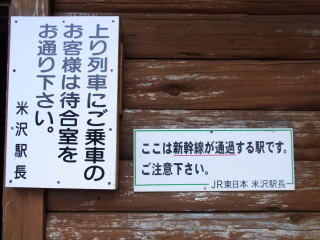 上り列車にご乗車の
お客様は待合室を
お通り下さい。
米沢駅長
ここは新幹線が通過する駅です。
ご注意下さい。
JR東日本 米沢駅長